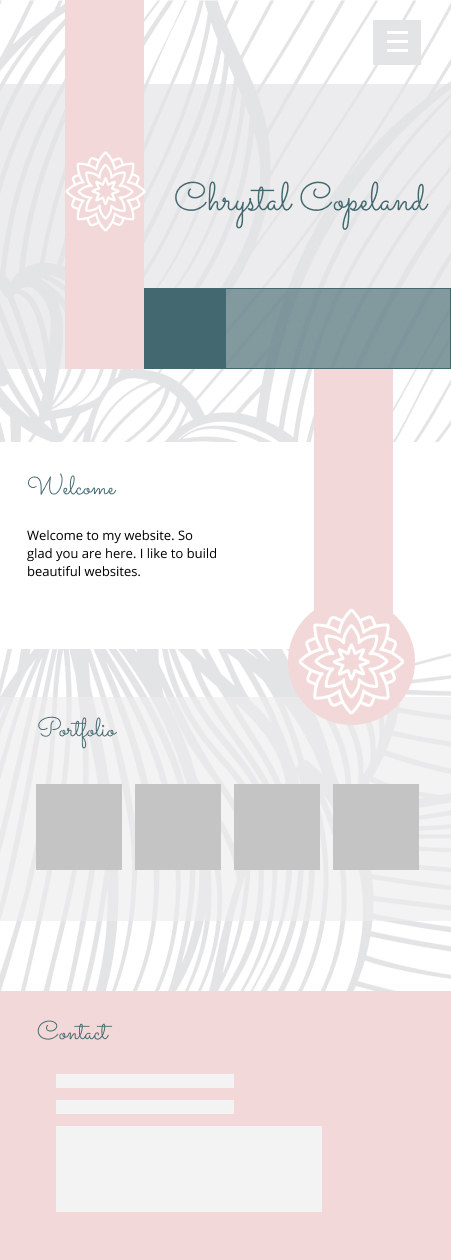 Chrystal Copeland
Welcome
Welcome to my website. So
glad you are here. I like to build
beautiful websites.
Portfolio
Contact